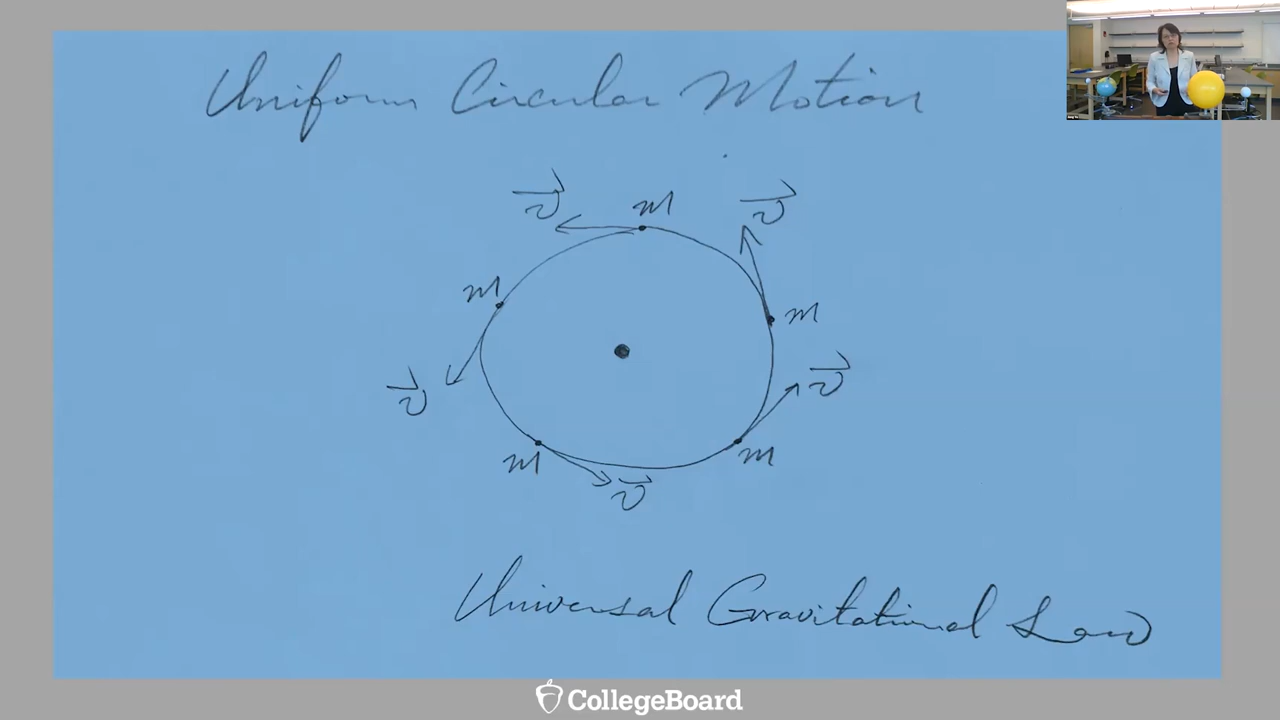 Uniform Circular Motion
v m v
m m
v v
m m
v
Universal Gravitational Law
CollegeBoard